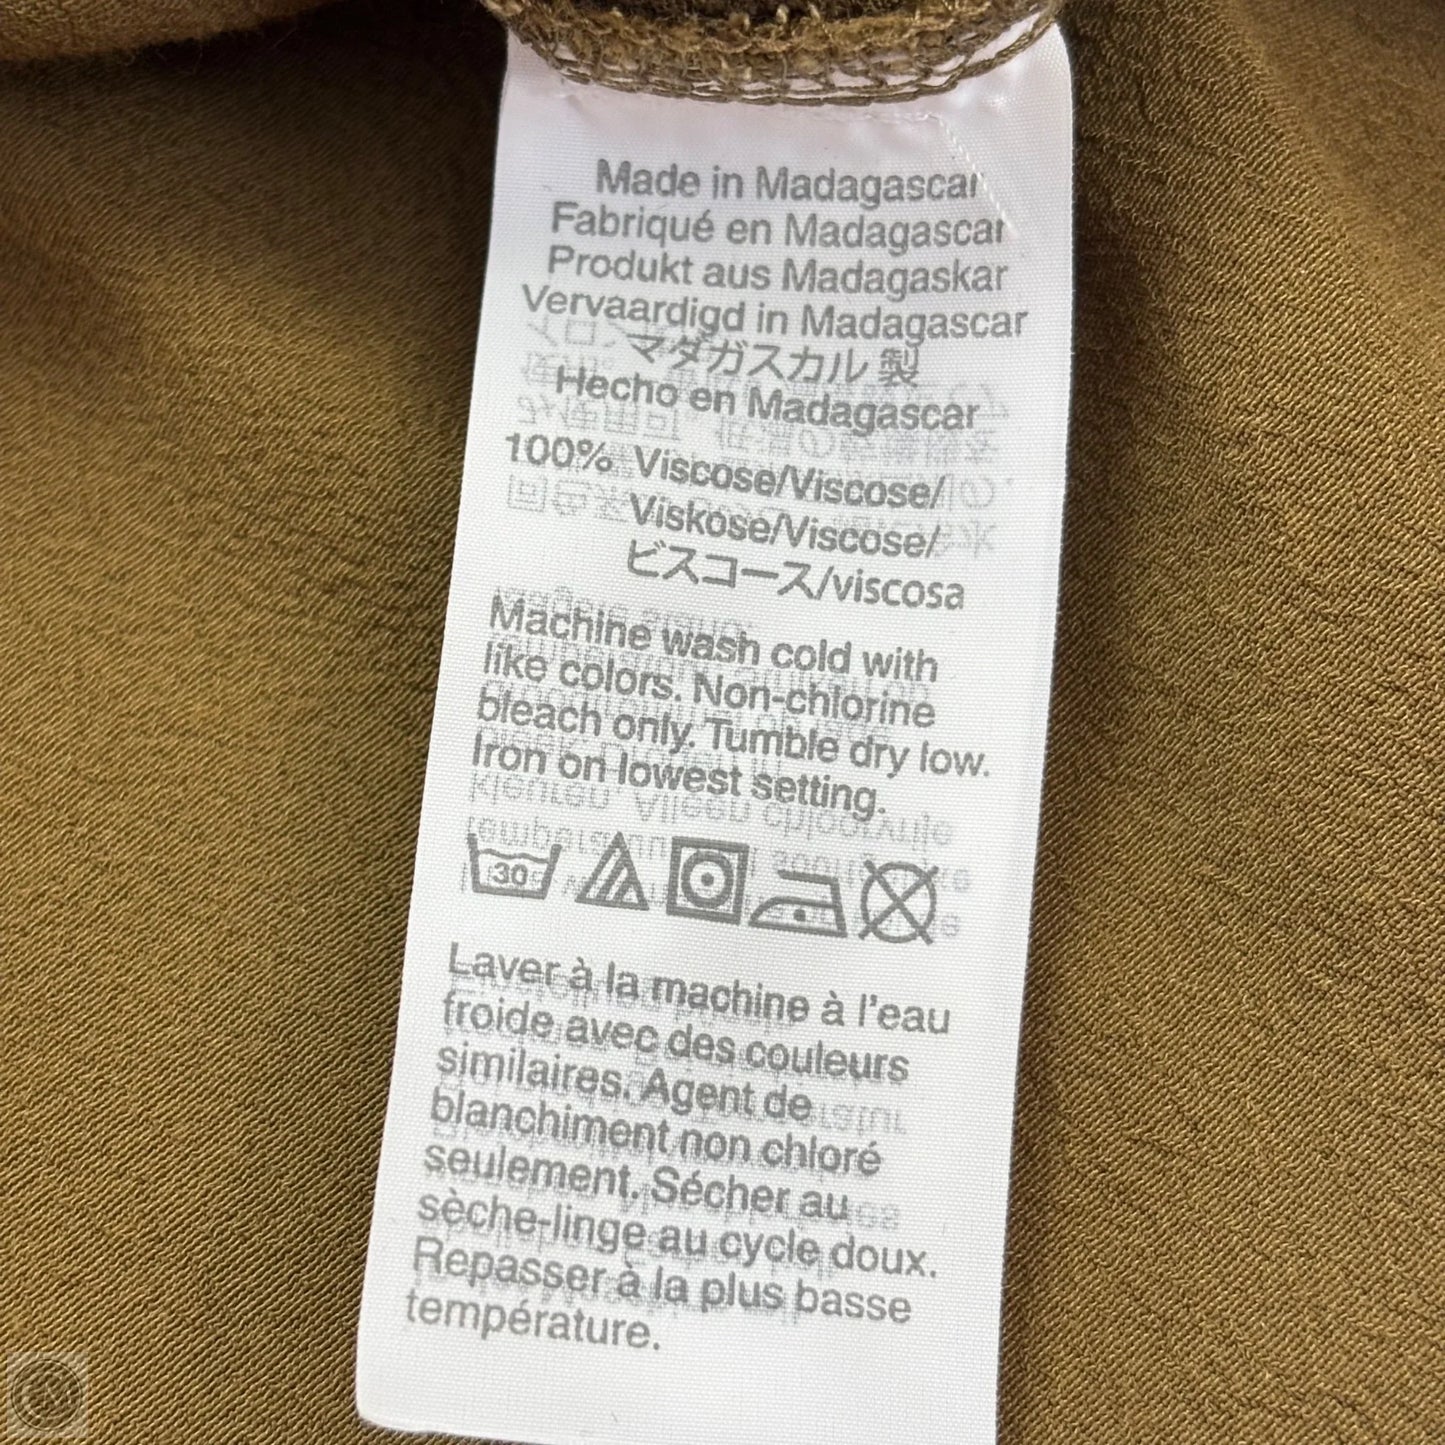 Made in Madagascar
Fabriqué en Madagascar
Produkt aus Madagaskar
Vervaardigd in Madagascar
マダガスカル 製
Hecho en Madagascar
100% Viscose/Viscose/
Viskose/Viscose/
ビスコース/viscosa
Machine wash cold with
like colors. Non-chlorine
bleach only. Tumble dry low.
Iron on lowest setting.
30
Laver à la machine à l'eau
froide avec des couleurs
similaires. Agent de
blanchiment non chloré
seulement. Sécher au
sèche-linge au cycle doux.
Repasser à la plus basse
température.